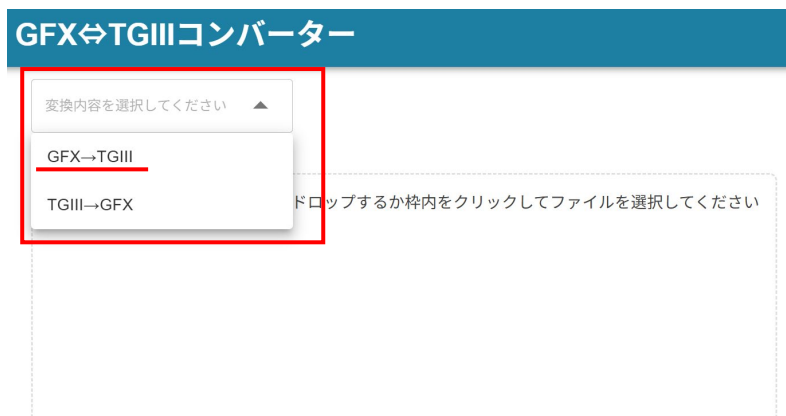 GFX⇔TGIIIコンバーター
変換内容を選択してください
GFX→TGIII
TGIII→GFX
ドロップするか枠内をクリックしてファイルを選択してください